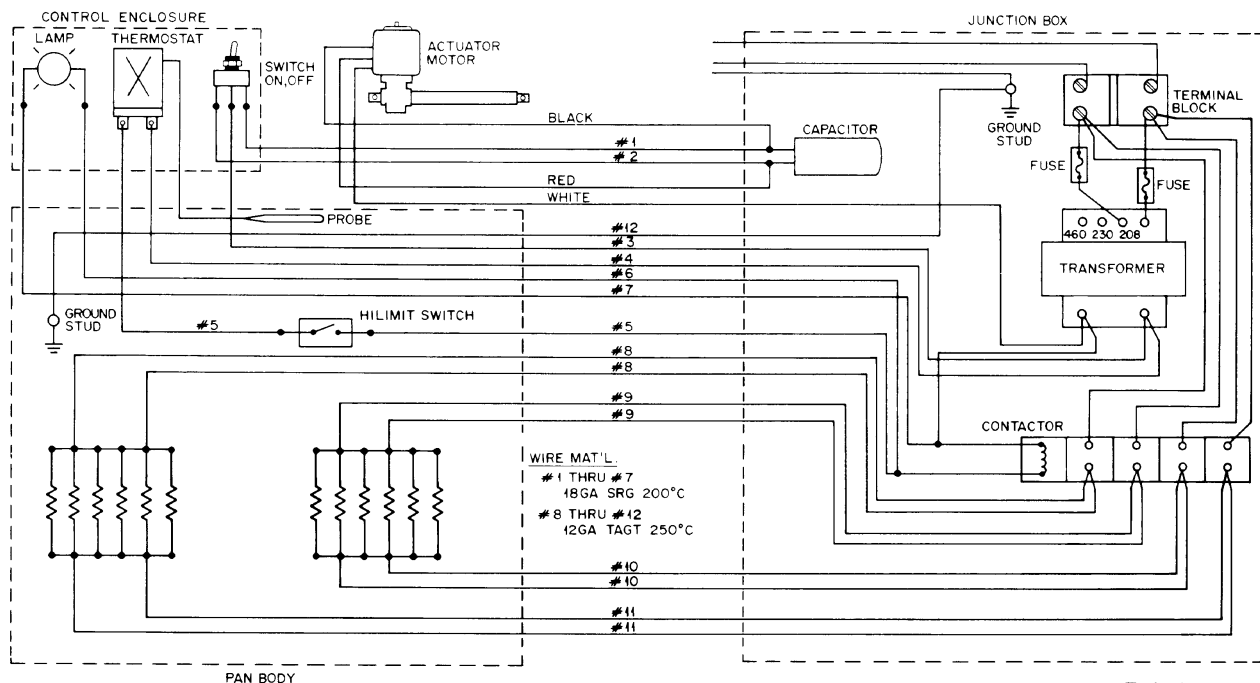 CONTROL ENCLOSURE
JUNCTION BOX
LAMP
THERMOSTAT
SWITCH
ON,OFF
ACTUATOR
MOTOR
TERMINAL
BLOCK
BLACK
CAPACITOR
GROUND
STUD
#1
#2
FUSE
FUSE
RED
WHITE
PROBE
#12
#3
#4
#6
#7
460 230 208
TRANSFORMER
GROUND
STUD
#5
HILIMIT SWITCH
#5
#8
#8
#9
#9
CONTACTOR
WIRE MAT'L.
#1 THRU #7
18GA SRG 200°C
#8 THRU #12
12GA TAGT 250°C
#10
#10
#11
#11
PAN BODY